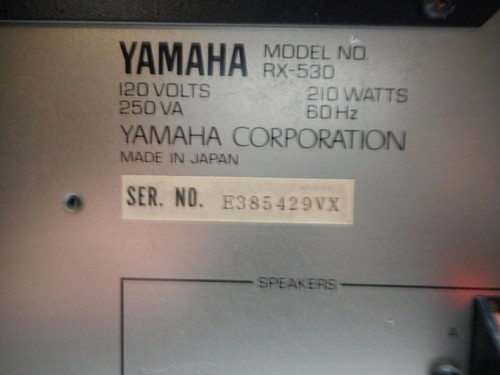 YAMAHA MODEL NO.
RX-530
120 VOLTS 210 WATTS
250 VA 60 Hz
YAMAHA CORPORATION
MADE IN JAPAN
SER. NO. E385429VX
SPEAKERS